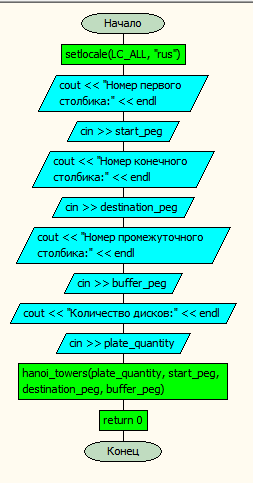 Начало
setlocale(LC_ALL, "rus")
cout << "Номер первого
столбика:" << endl
cin >> start_peg
cout << "Номер конечного
столбика:" << endl
cin >> destination_peg
cout << "Номер промежуточного
столбика:" << endl
cin >> buffer_peg
cout << "Количество дисков:" << endl
cin >> plate_quantity
hanoi_towers(plate_quantity, start_peg,
destination_peg, buffer_peg)
return 0
Конец